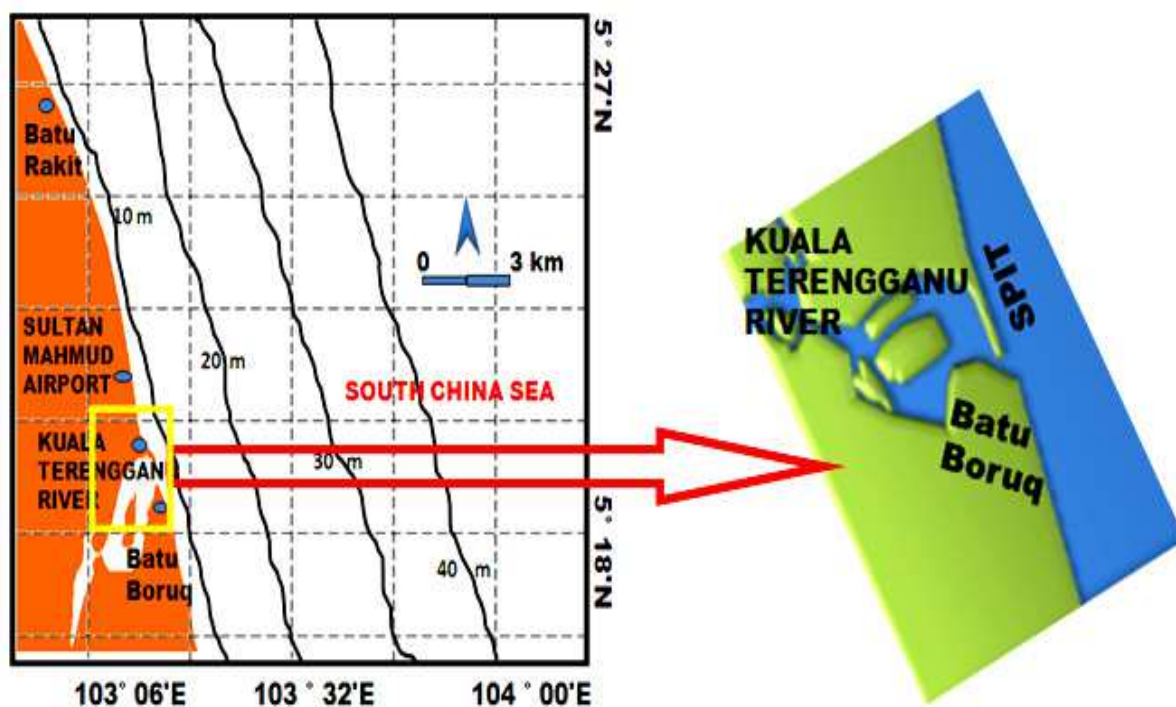 5° 27'N
Batu
Rakit
10 m
0 3 km
SULTAN
MAHMUD
AIRPORT
20 m
SOUTH CHINA SEA
KUALA
TERENGGANU
RIVER
30 m
5° 18'N
Batu
Boruq
40 m
103° 06'E 103° 32'E 104° 00'E
KUALA
TERENGGANU
RIVER
SPIT
Batu
Boruq